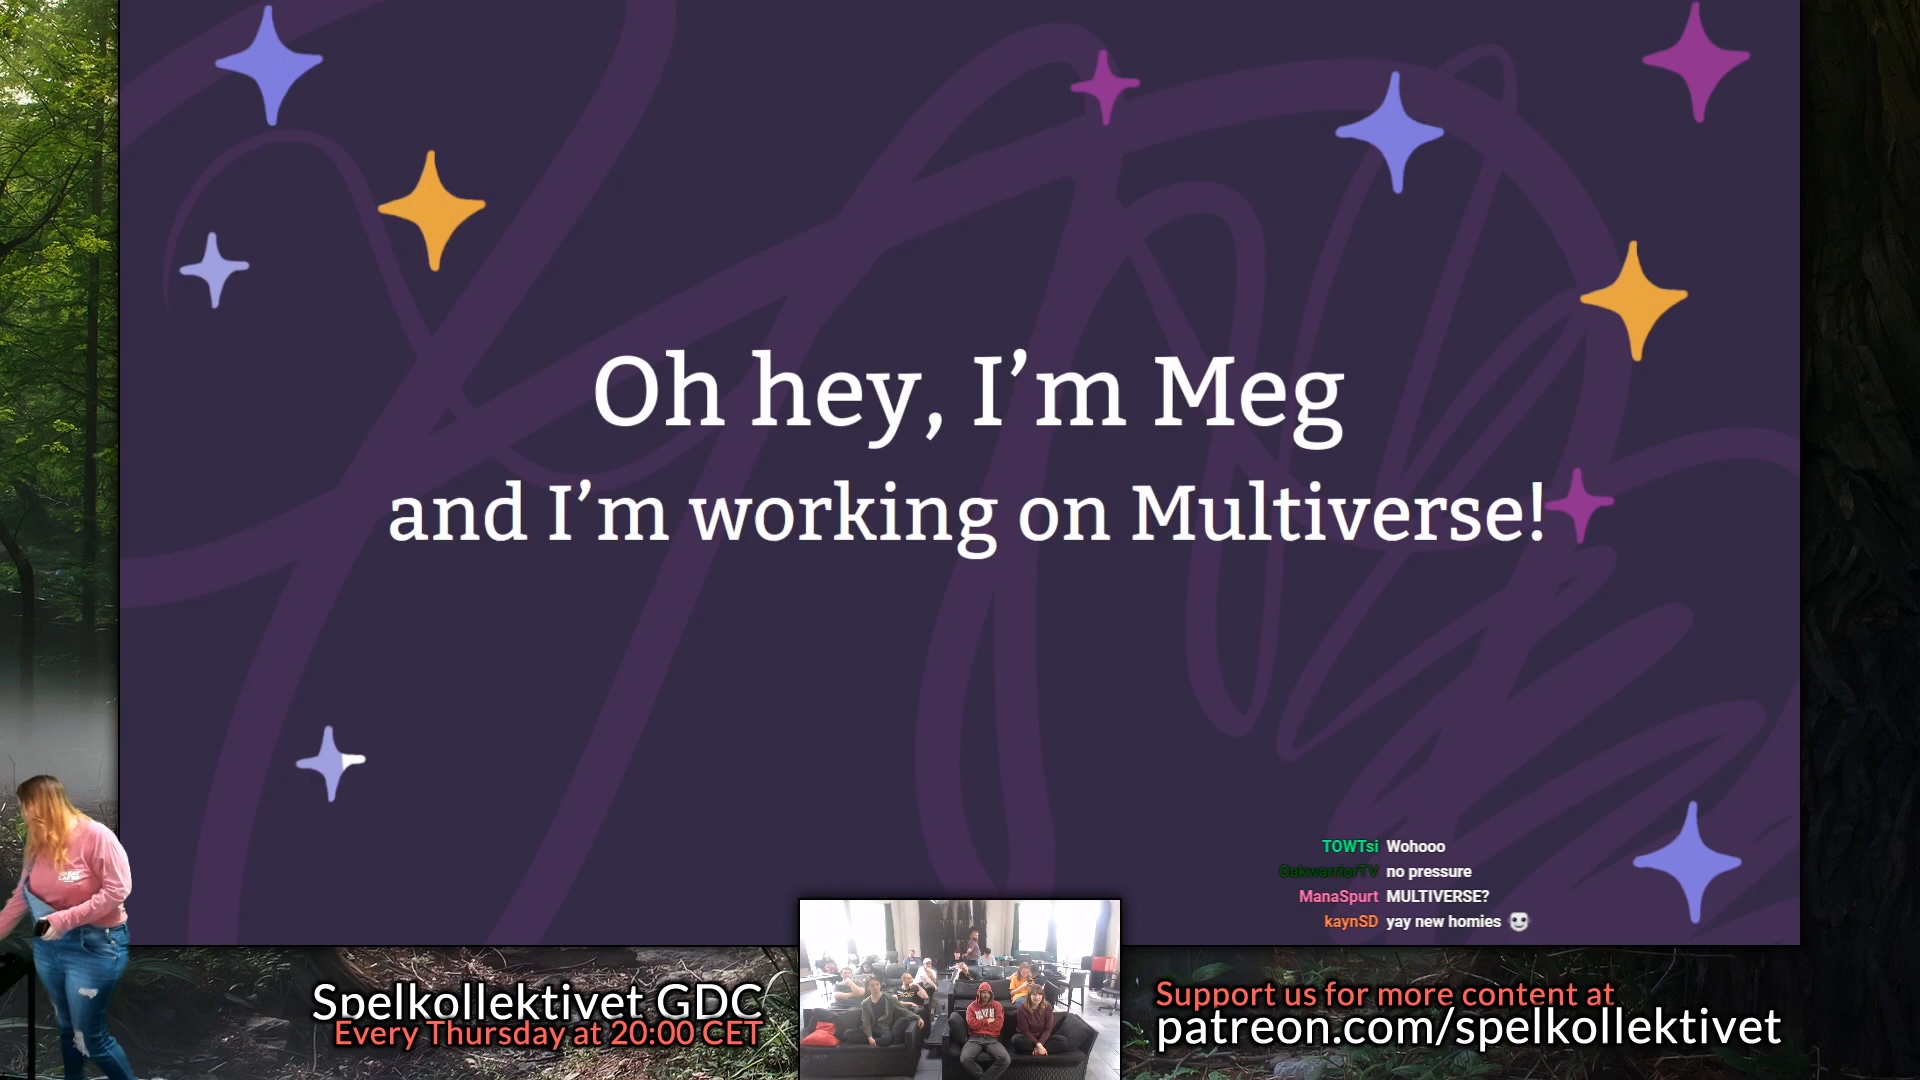 Oh hey, I’m Meg
and I’m working on Multiverse!
TOWTsi Wohooo
OakwarriorTV no pressure
ManaSpurt MULTIVERSE?
kaynSD yay new homies
Spelkollektivet GDC
Every Thursday at 20:00 CET
Support us for more content at
patreon.com/spelkollektivet